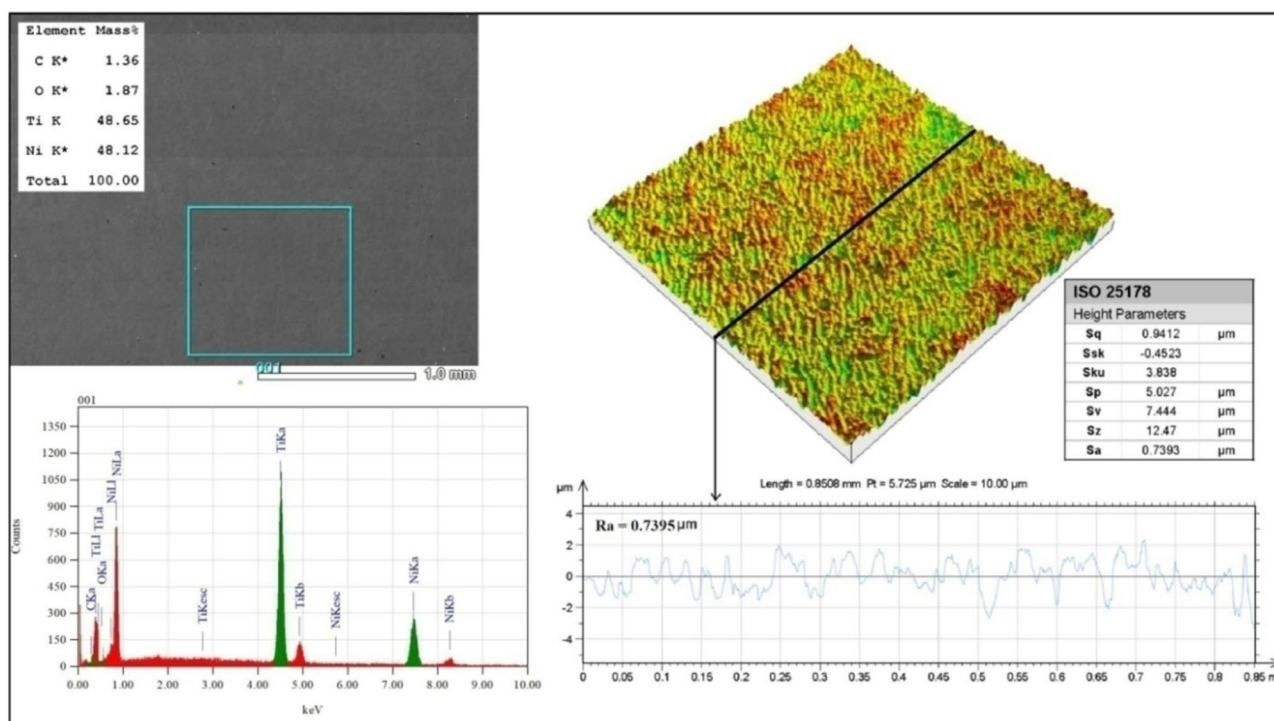 Element Mass%
C K* 1.36
O K* 1.87
Ti K 48.65
Ni K* 48.12
Total 100.00
001
1.0 mm
ISO 25178
Height Parameters
Sq 0.9412 µm
Ssk -0.4523
Sku 3.838
Sp 5.027 µm
Sv 7.444 µm
Sz 12.47 µm
Sa 0.7393 µm
001
Counts
1350
1200
1050
900
750
600
450
300
150
0
CKa
OKa
TiLl
TiLa
NiLl
NiLa
TiKesc
TiKa
TiKb
NiKesc
NiKa
NiKb
0.00 1.00 2.00 3.00 4.00 5.00 6.00 7.00 8.00 9.00 10.00
keV
Length = 0.8508 mm Pt = 5.725 µm Scale = 10.00 µm
µm
Ra = 0.7395µm
4
2
0
-2
-4
0 0.05 0.1 0.15 0.2 0.25 0.3 0.35 0.4 0.45 0.5 0.55 0.6 0.65 0.7 0.75 0.8 0.85 m